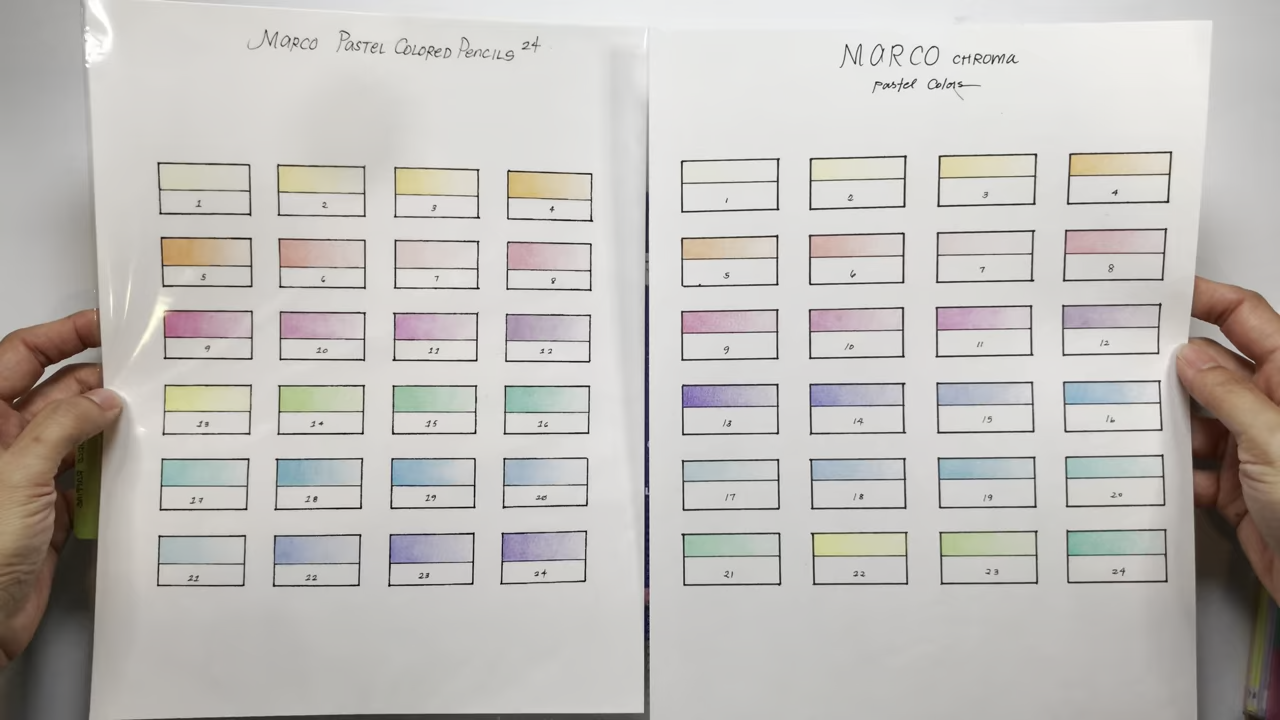 MARCO PASTEL COLORED PENCILS 24
1 2 3 4
5 6 7 8
9 10 11 12
13 14 15 16
17 18 19 20
21 22 23 24
MARCO CHROMA
Pastel Colors
1 2 3 4
5 6 7 8
9 10 11 12
13 14 15 16
17 18 19 20
21 22 23 24